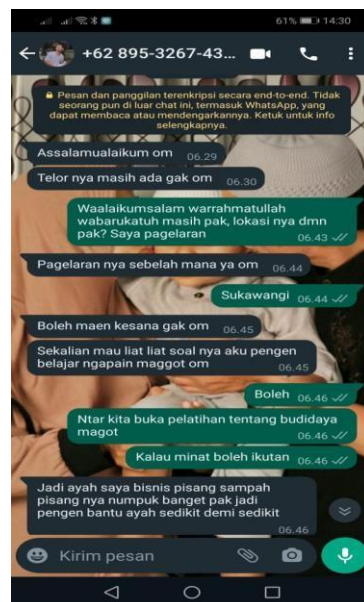 61% 14:30
+62 895-3267-43...
Pesan dan panggilan terenkripsi secara end-to-end. Tidak
seorang pun di luar chat ini, termasuk WhatsApp, yang
dapat membaca atau mendengarkannya. Ketuk untuk info
selengkapnya.
Assalamualaikum om 06.29
Telor nya masih ada gak om 06.30
Waalaikumsalam warrahmatullah
wabarukatuh masih pak, lokasi nya dmn
pak? Saya pagelaran 06.43
Pagelaran nya sebelah mana ya om 06.44
Sukawangi 06.44
Boleh maen kesana gak om 06.45
Sekalian mau liat liat soal nya aku pengen
belajar ngapain maggot om 06.45
Boleh 06.46
Ntar kita buka pelatihan tentang budidaya
magot 06.46
Kalau minat boleh ikutan 06.46
Jadi ayah saya bisnis pisang sampah
pisang nya numpuk banget pak jadi
pengen bantu ayah sedikit demi sedikit
06.46
Kirim pesan